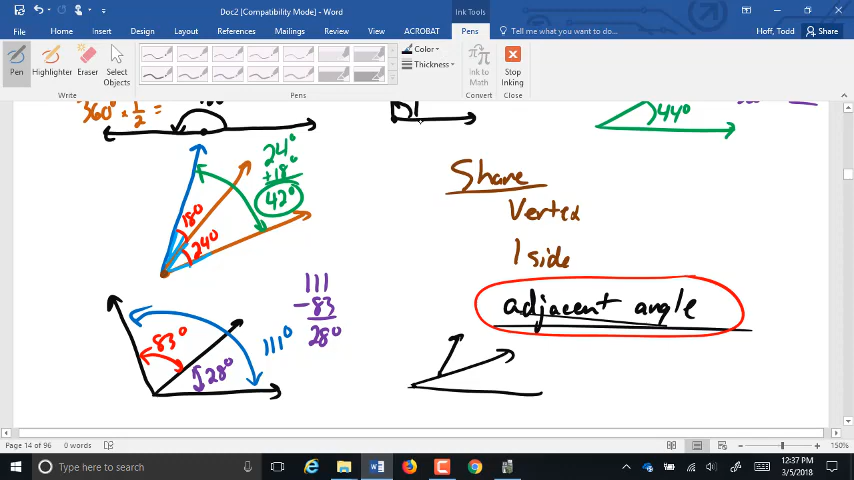 Doc2 [Compatibility Mode] - Word
Ink Tools
Hoff, Todd
File
Home
Insert
Design
Layout
References
Mailings
Review
View
ACROBAT
Pens
Tell me what you want to do...
Share
Pen
Highlighter
Eraser
Select Objects
Color
Thickness
Ink to Math
Stop Inking
Write
Pens
Convert
Close
360° × 1/2 =
44°
24°
+18°
42°
18°
24°
Share
Vertex
1 side
adjacent angle
111
-83
28°
83°
28°
111°
Page 14 of 96
0 words
150%
Type here to search
12:37 PM
3/5/2018